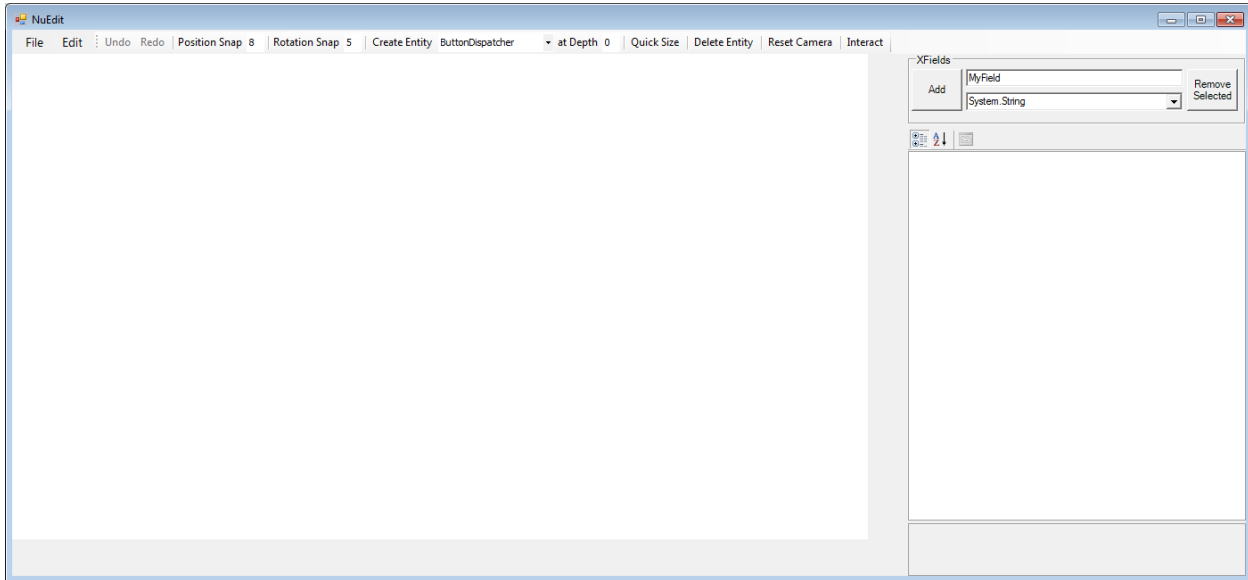 NuEdit
File Edit Undo Redo Position Snap 8 Rotation Snap 5 Create Entity ButtonDispatcher at Depth 0 Quick Size Delete Entity Reset Camera Interact
XFields
Add
MyField
System.String
Remove
Selected